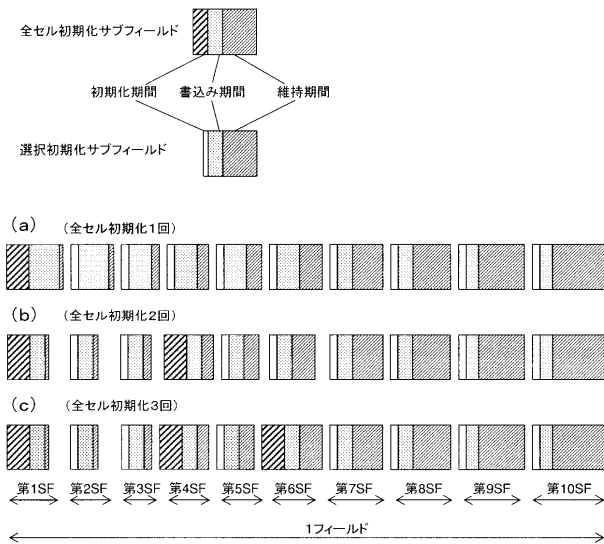 全セル初期化サブフィールド
初期化期間 書込み期間 維持期間
選択初期化サブフィールド
(a) (全セル初期化1回)
(b) (全セル初期化2回)
(c) (全セル初期化3回)
第1SF 第2SF 第3SF 第4SF 第5SF 第6SF 第7SF 第8SF 第9SF 第10SF
1フィールド